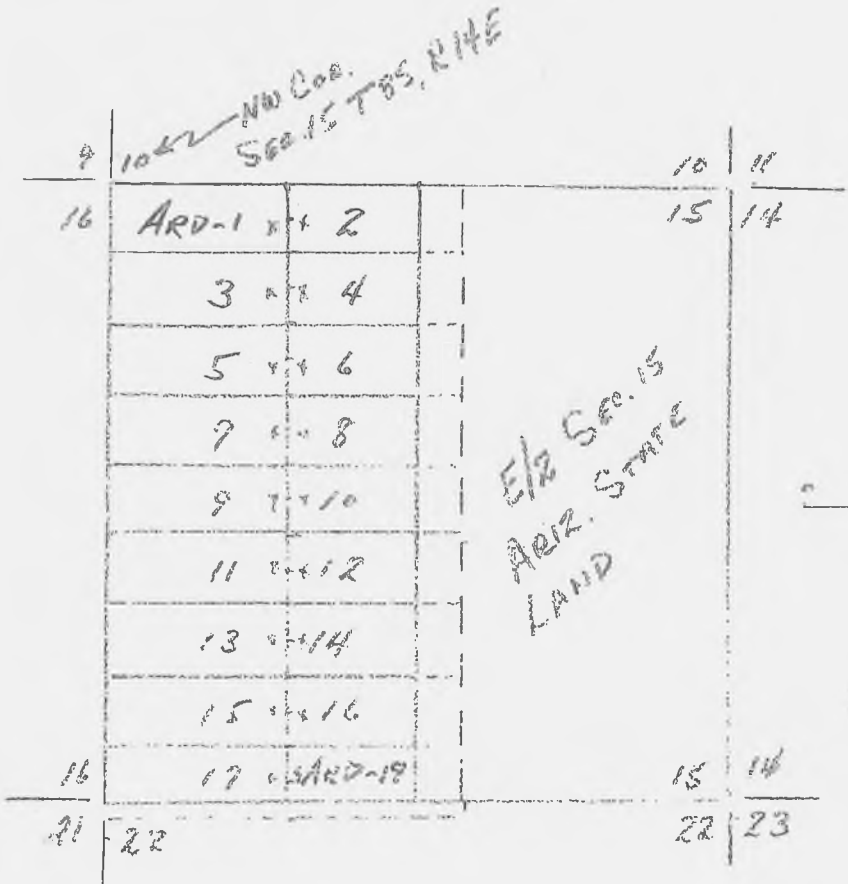 NW COR.
SEC. 15 T8S, R14E
9 10 10 11
16 ARD-1 2 15 14
3 4
5 6
7 8
9 10
11 12
13 14
15 16
E/2 SEC. 15
ARIZ. STATE
LAND
16 17 ARD-18 15 14
21 22 22 23